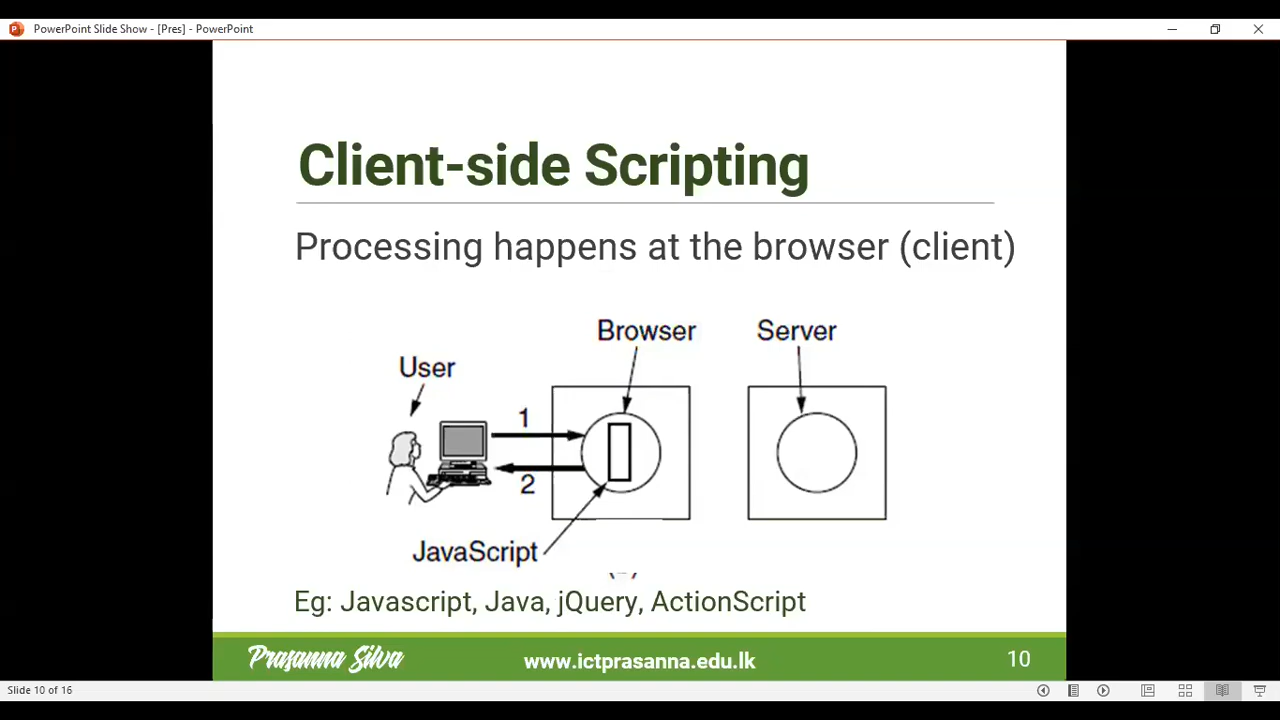 PowerPoint Slide Show - [Pres] - PowerPoint
Client-side Scripting
Processing happens at the browser (client)
Browser
Server
User
1
2
JavaScript
Eg: Javascript, Java, jQuery, ActionScript
Prasanna Silva
www.ictprasanna.edu.lk
10
Slide 10 of 16